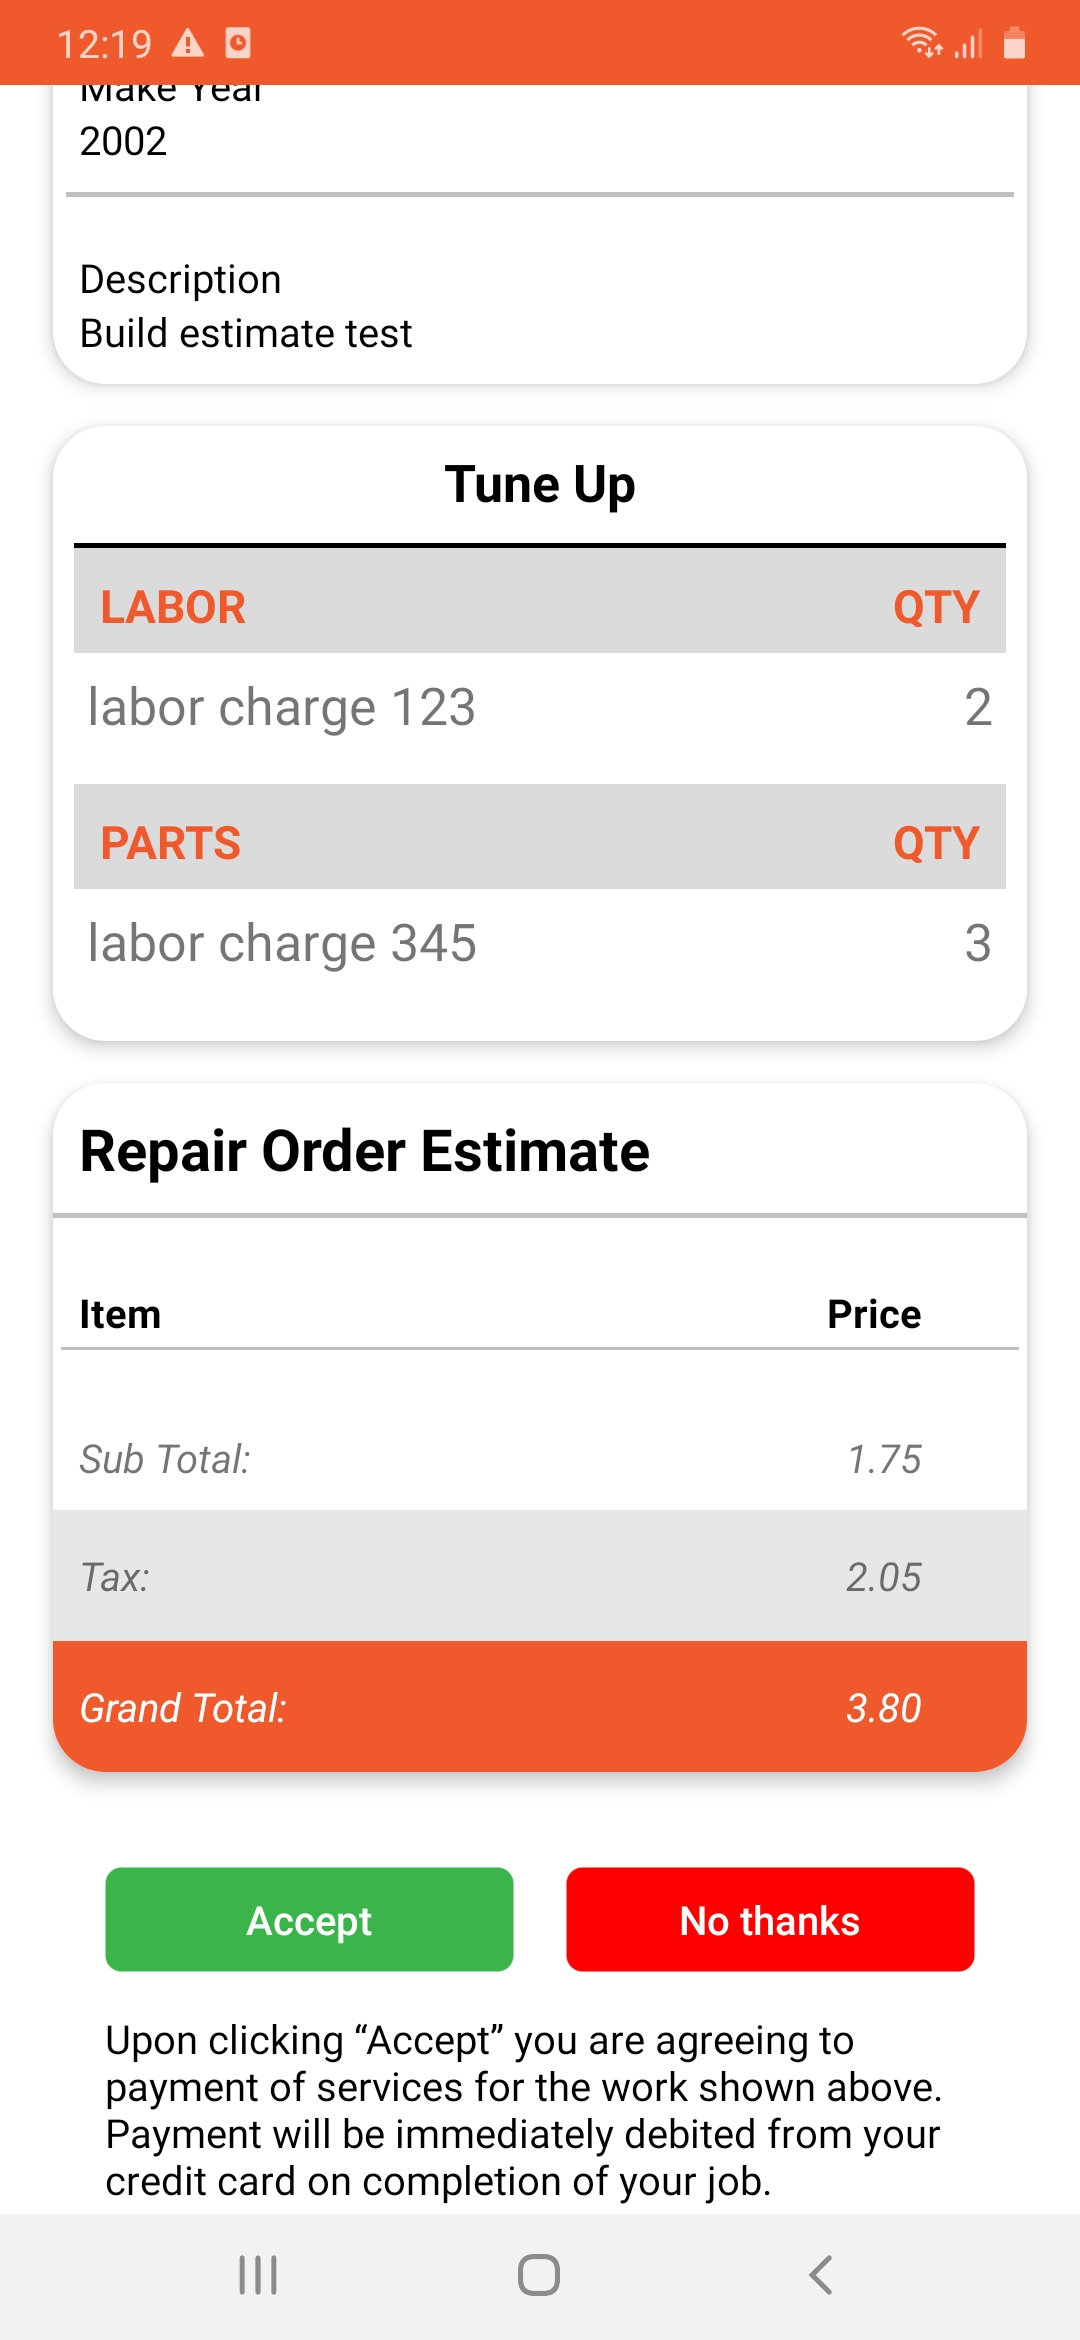 12:19
Make Year
2002
Description
Build estimate test
Tune Up
LABOR QTY
labor charge 123 2
PARTS QTY
labor charge 345 3
Repair Order Estimate
Item Price
Sub Total: 1.75
Tax: 2.05
Grand Total: 3.80
Accept No thanks
Upon clicking “Accept” you are agreeing to
payment of services for the work shown above.
Payment will be immediately debited from your
credit card on completion of your job.